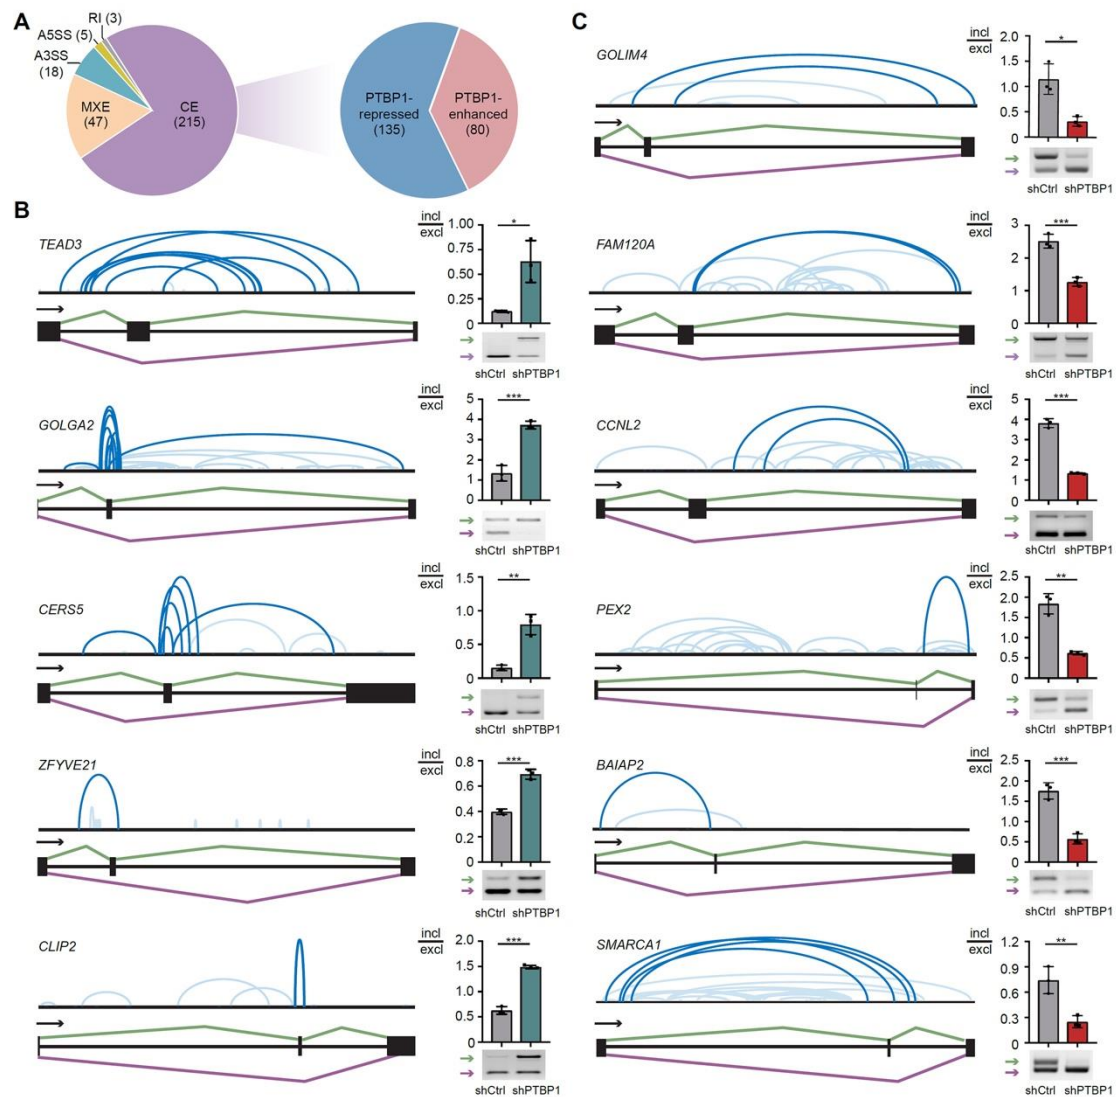 A
RI (3)
A5SS (5)
A3SS
(18)
MXE
(47)
CE
(215)
PTBP1-
repressed
(135)
PTBP1-
enhanced
(80)
B
TEAD3
incl
excl
1.00
0.75
0.50
0.25
0
*
shCtrl shPTBP1
GOLGA2
incl
excl
5
4
3
2
1
0
***
shCtrl shPTBP1
CERS5
incl
excl
1.5
1.0
0.5
0
**
shCtrl shPTBP1
ZFYVE21
incl
excl
0.8
0.6
0.4
0.2
0
***
shCtrl shPTBP1
CLIP2
incl
excl
2.0
1.5
1.0
0.5
0
***
shCtrl shPTBP1
C
GOLIM4
incl
excl
2.0
1.5
1.0
0.5
0
*
shCtrl shPTBP1
FAM120A
incl
excl
3
2
1
0
***
shCtrl shPTBP1
CCNL2
incl
excl
5
4
3
2
1
0
***
shCtrl shPTBP1
PEX2
incl
excl
2.5
2.0
1.5
1.0
0.5
0
**
shCtrl shPTBP1
BAIAP2
incl
excl
2.5
2.0
1.5
1.0
0.5
0
***
shCtrl shPTBP1
SMARCA1
incl
excl
1.2
0.9
0.6
0.3
0
**
shCtrl shPTBP1